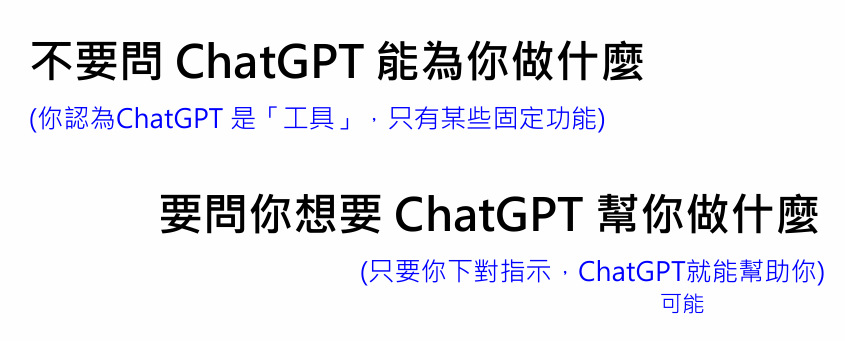 不要問 ChatGPT 能為你做什麼
(你認為ChatGPT 是「工具」，只有某些固定功能)
要問你想要 ChatGPT 幫你做什麼
(只要你下對指示，ChatGPT就能幫助你)
可能